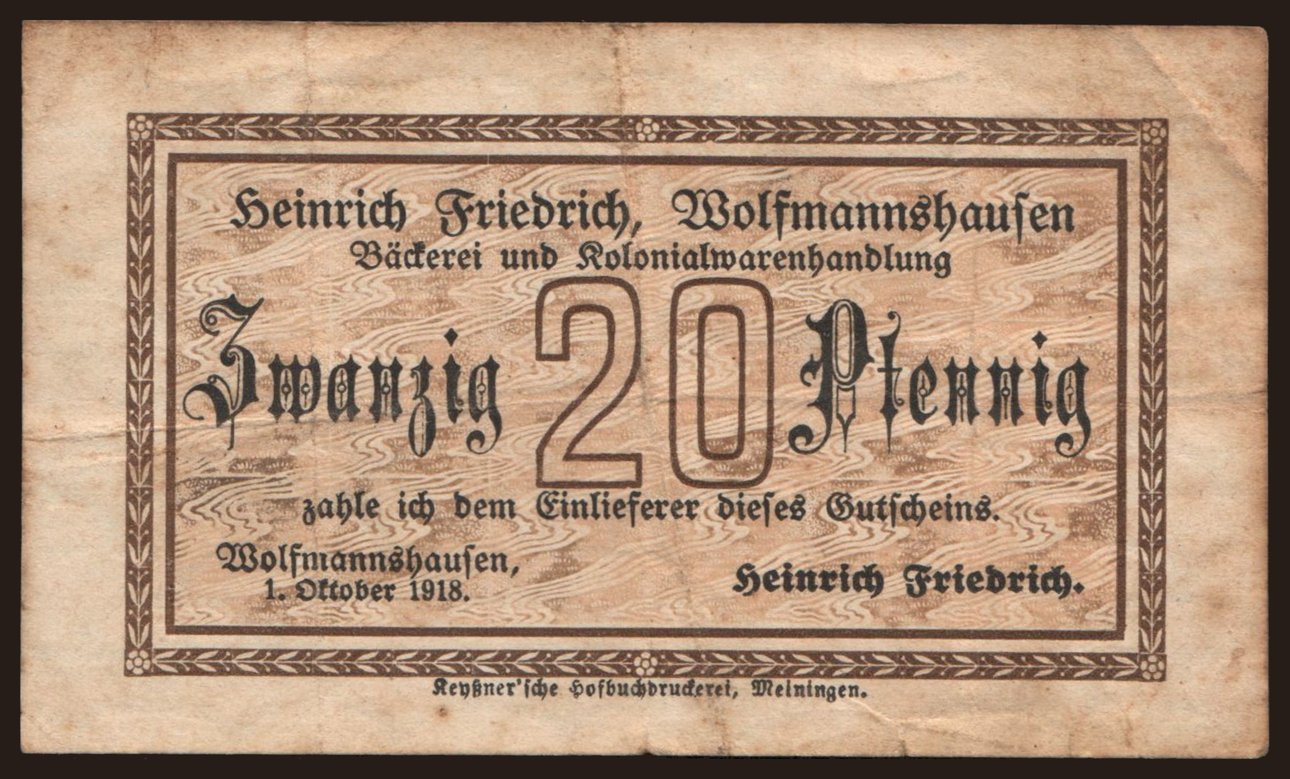 Heinrich Friedrich, Wolfmannshausen
Bäckerei und Kolonialwarenhandlung
Zwanzig 20 Pfennig
zahle ich dem Einlieferer dieses Gutscheins.
Wolfmannshausen,
1. Oktober 1918.
Heinrich Friedrich.
Keyßner'sche Hofbuchdruckerei, Meiningen.